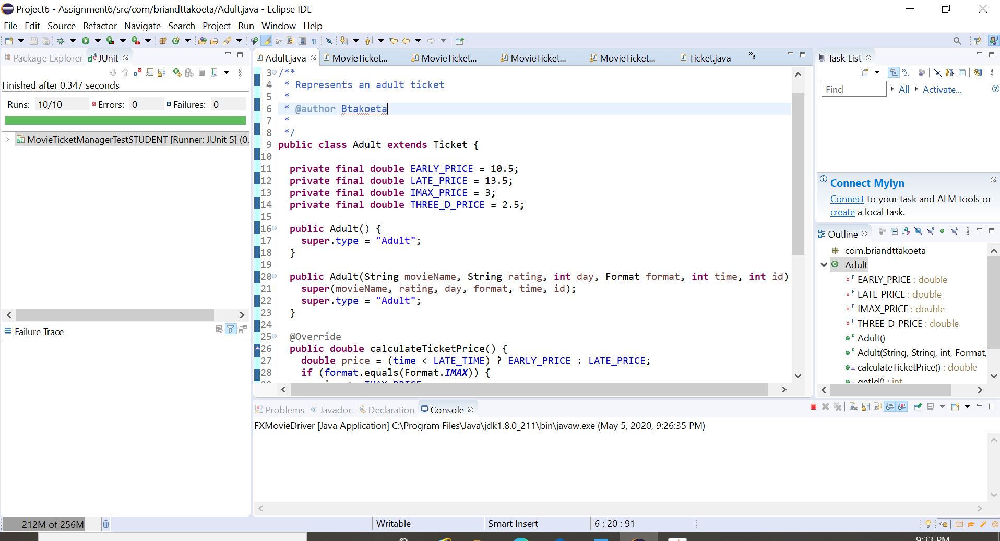 Project6 - Assignment6/src/com/briandttakoeta/Adult.java - Eclipse IDE
File Edit Source Refactor Navigate Search Project Run Window Help
Package Explorer JUnit
Finished after 0.347 seconds
Runs: 10/10 Errors: 0 Failures: 0
MovieTicketManagerTestSTUDENT [Runner: JUnit 5] (0.
Failure Trace
Adult.java MovieTicket... MovieTicket... MovieTicket... MovieTicket... Ticket.java »6
3 /**
4 * Represents an adult ticket
5 *
6 * @author Btakoeta
7 *
8 */
9 public class Adult extends Ticket {
10
11 private final double EARLY_PRICE = 10.5;
12 private final double LATE_PRICE = 13.5;
13 private final double IMAX_PRICE = 3;
14 private final double THREE_D_PRICE = 2.5;
15
16 public Adult() {
17 super.type = "Adult";
18 }
19
20 public Adult(String movieName, String rating, int day, Format format, int time, int id)
21 super(movieName, rating, day, format, time, id);
22 super.type = "Adult";
23 }
24
25 @Override
26 public double calculateTicketPrice() {
27 double price = (time < LATE_TIME) ? EARLY_PRICE : LATE_PRICE;
28 if (format.equals(Format.IMAX)) {
Task List
Find All Activate...
Connect Mylyn
Connect to your task and ALM tools or
create a local task.
Outline
com.briandttakoeta
Adult
EARLY_PRICE : double
LATE_PRICE : double
IMAX_PRICE : double
THREE_D_PRICE : double
Adult()
Adult(String, String, int, Format,
calculateTicketPrice() : double
getId() : int
Problems Javadoc Declaration Console
FXMovieDriver [Java Application] C:\Program Files\Java\jdk1.8.0_211\bin\javaw.exe (May 5, 2020, 9:26:35 PM)
212M of 256M Writable Smart Insert 6 : 20 : 91
9:33 PM